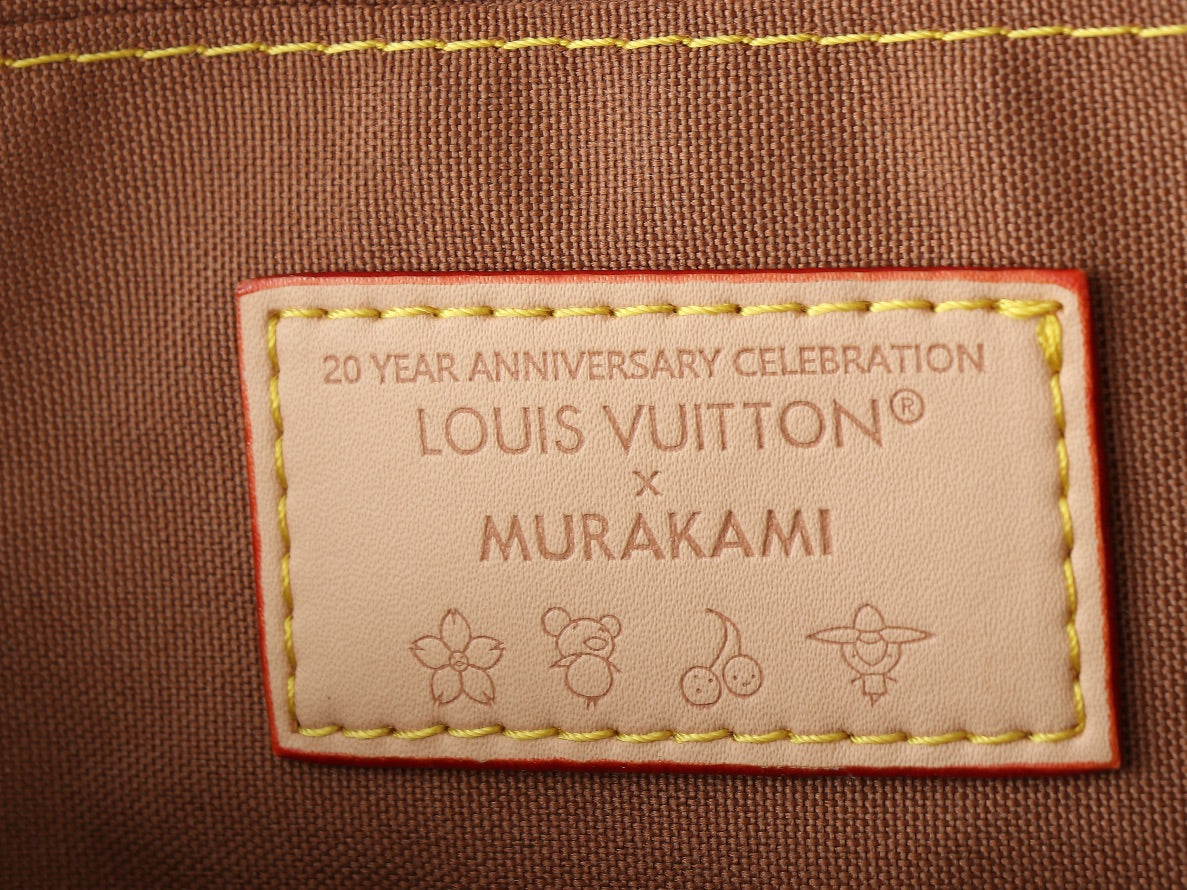 20 YEAR ANNIVERSARY CELEBRATION
LOUIS VUITTON®
x
MURAKAMI